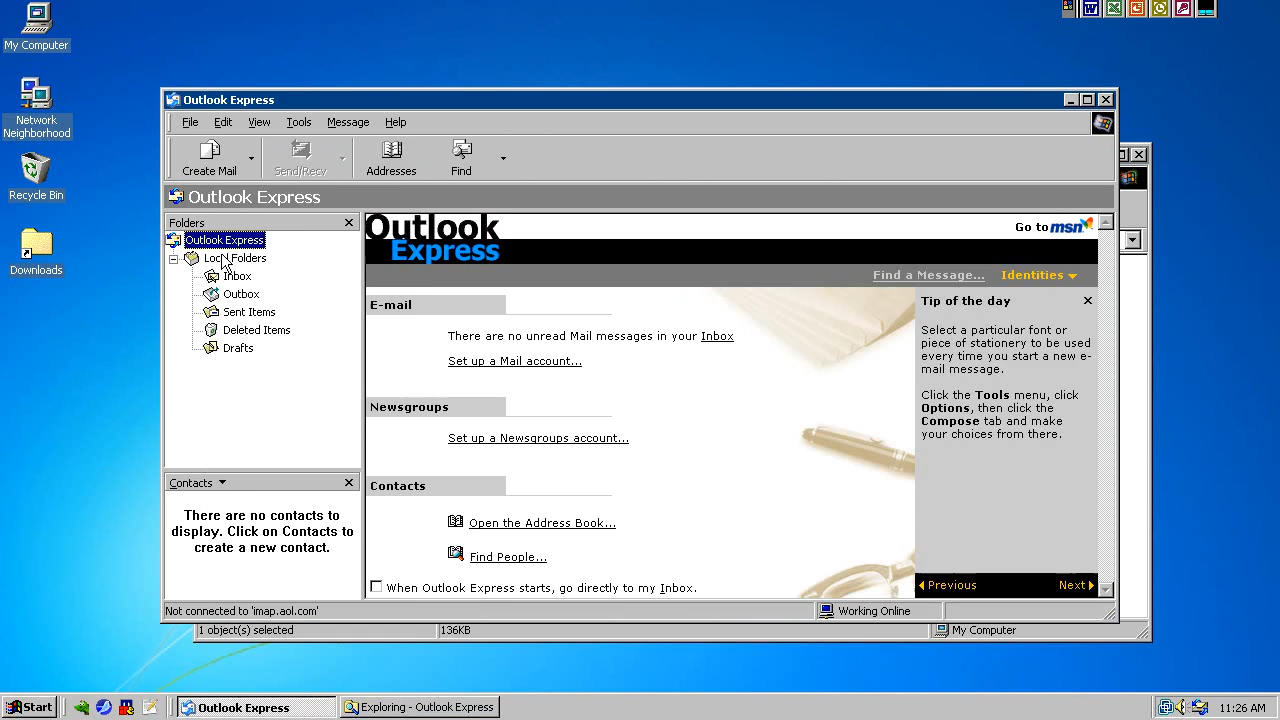 My Computer
Network
Neighborhood
Recycle Bin
Downloads
Outlook Express
File Edit View Tools Message Help
Create Mail Send/Recv Addresses Find
Outlook Express
Folders
Outlook Express
Local Folders
Inbox
Outbox
Sent Items
Deleted Items
Drafts
Contacts
There are no contacts to
display. Click on Contacts to
create a new contact.
Outlook
Express
Go to msn
Find a Message... Identities
E-mail
There are no unread Mail messages in your Inbox
Set up a Mail account...
Newsgroups
Set up a Newsgroups account...
Contacts
Open the Address Book...
Find People...
When Outlook Express starts, go directly to my Inbox.
Tip of the day
Select a particular font or
piece of stationery to be used
every time you start a new e-
mail message.
Click the Tools menu, click
Options, then click the
Compose tab and make
your choices from there.
Previous Next
Not connected to 'imap.aol.com'
Working Online
1 object(s) selected
136KB
My Computer
Start
Outlook Express
Exploring - Outlook Express
11:26 AM